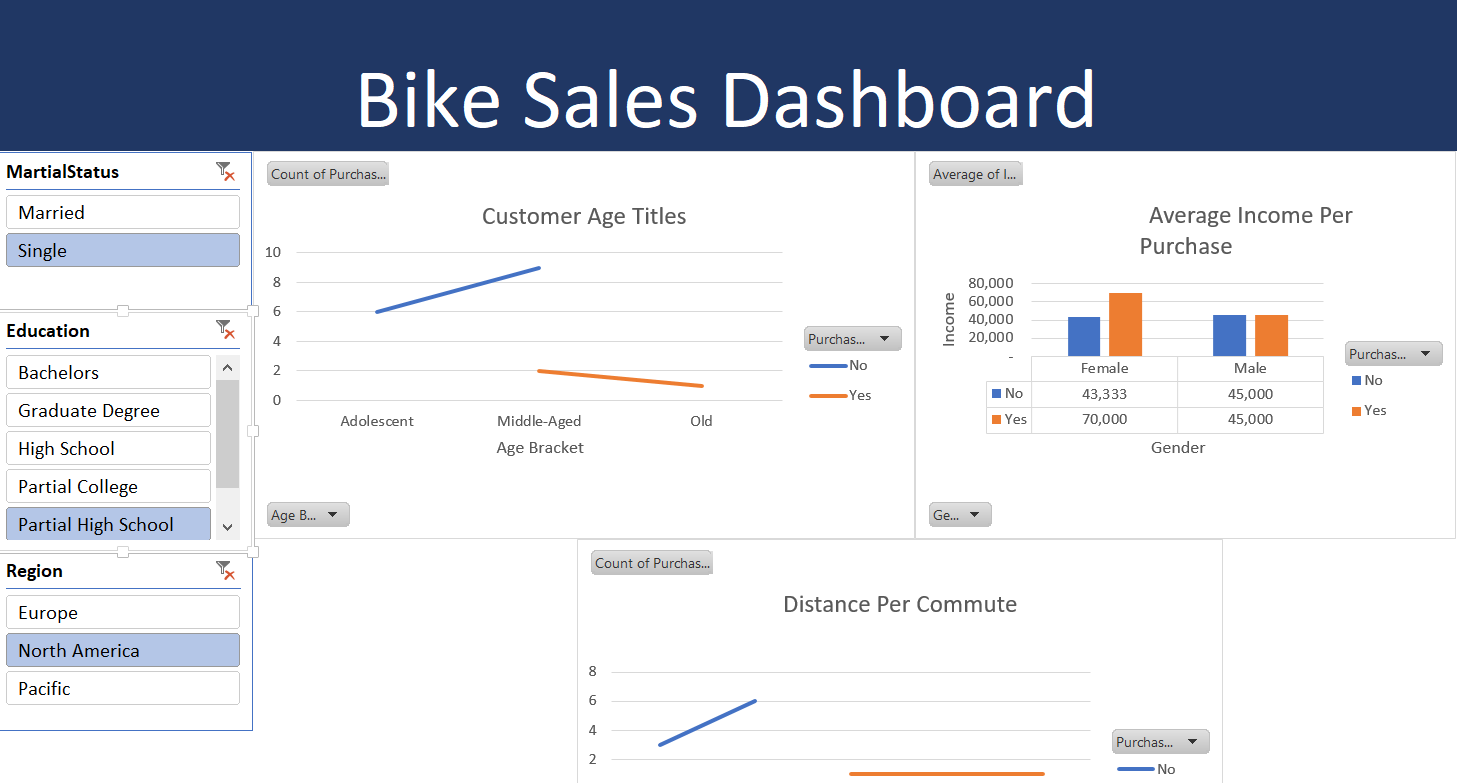 Bike Sales Dashboard
MartialStatus
Married
Single
Education
Bachelors
Graduate Degree
High School
Partial College
Partial High School
Region
Europe
North America
Pacific
Count of Purchas...
Customer Age Titles
10
8
6
4
2
0
Adolescent Middle-Aged Old
Age Bracket
Purchas...
No
Yes
Age B...
Average of I...
Average Income Per
Purchase
Income
80,000
60,000
40,000
20,000
-
Female Male
No 43,333 45,000
Yes 70,000 45,000
Gender
Purchas...
No
Yes
Ge...
Count of Purchas...
Distance Per Commute
8
6
4
2
Purchas...
No